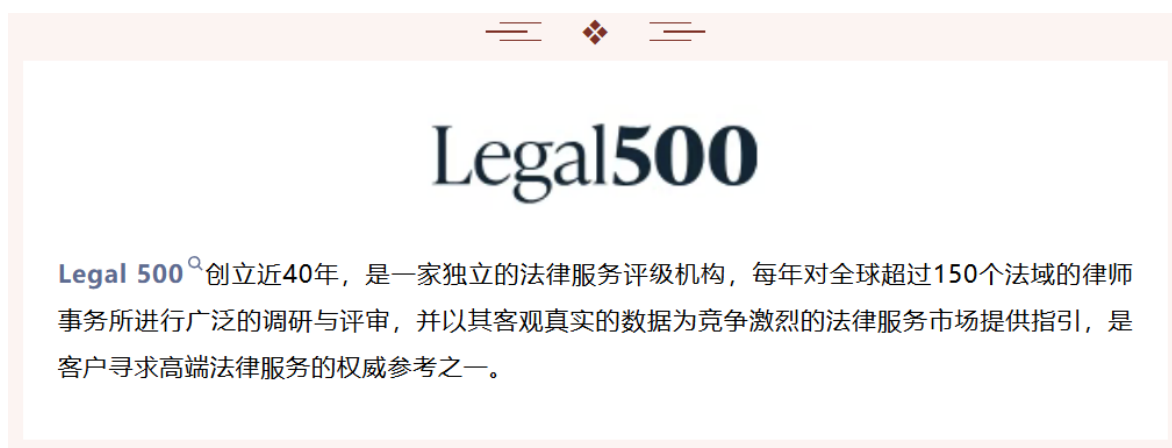 Legal500
Legal 500创立近40年，是一家独立的法律服务评级机构，每年对全球超过150个法域的律师
事务所进行广泛的调研与评审，并以其客观真实的数据为竞争激烈的法律服务市场提供指引，是
客户寻求高端法律服务的权威参考之一。